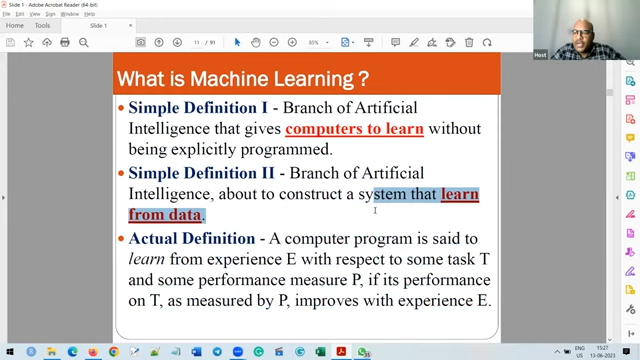 Slide 1 - Adobe Acrobat Reader (64-bit)
File Edit View Sign Window Help
Home Tools Slide 1
11 / 91
85%
Host
What is Machine Learning ?
• Simple Definition I - Branch of Artificial
Intelligence that gives computers to learn without
being explicitly programmed.
• Simple Definition II - Branch of Artificial
Intelligence, about to construct a system that learn
from data.
• Actual Definition - A computer program is said to
learn from experience E with respect to some task T
and some performance measure P, if its performance
on T, as measured by P, improves with experience E.
ENG
15:27
13-06-2023